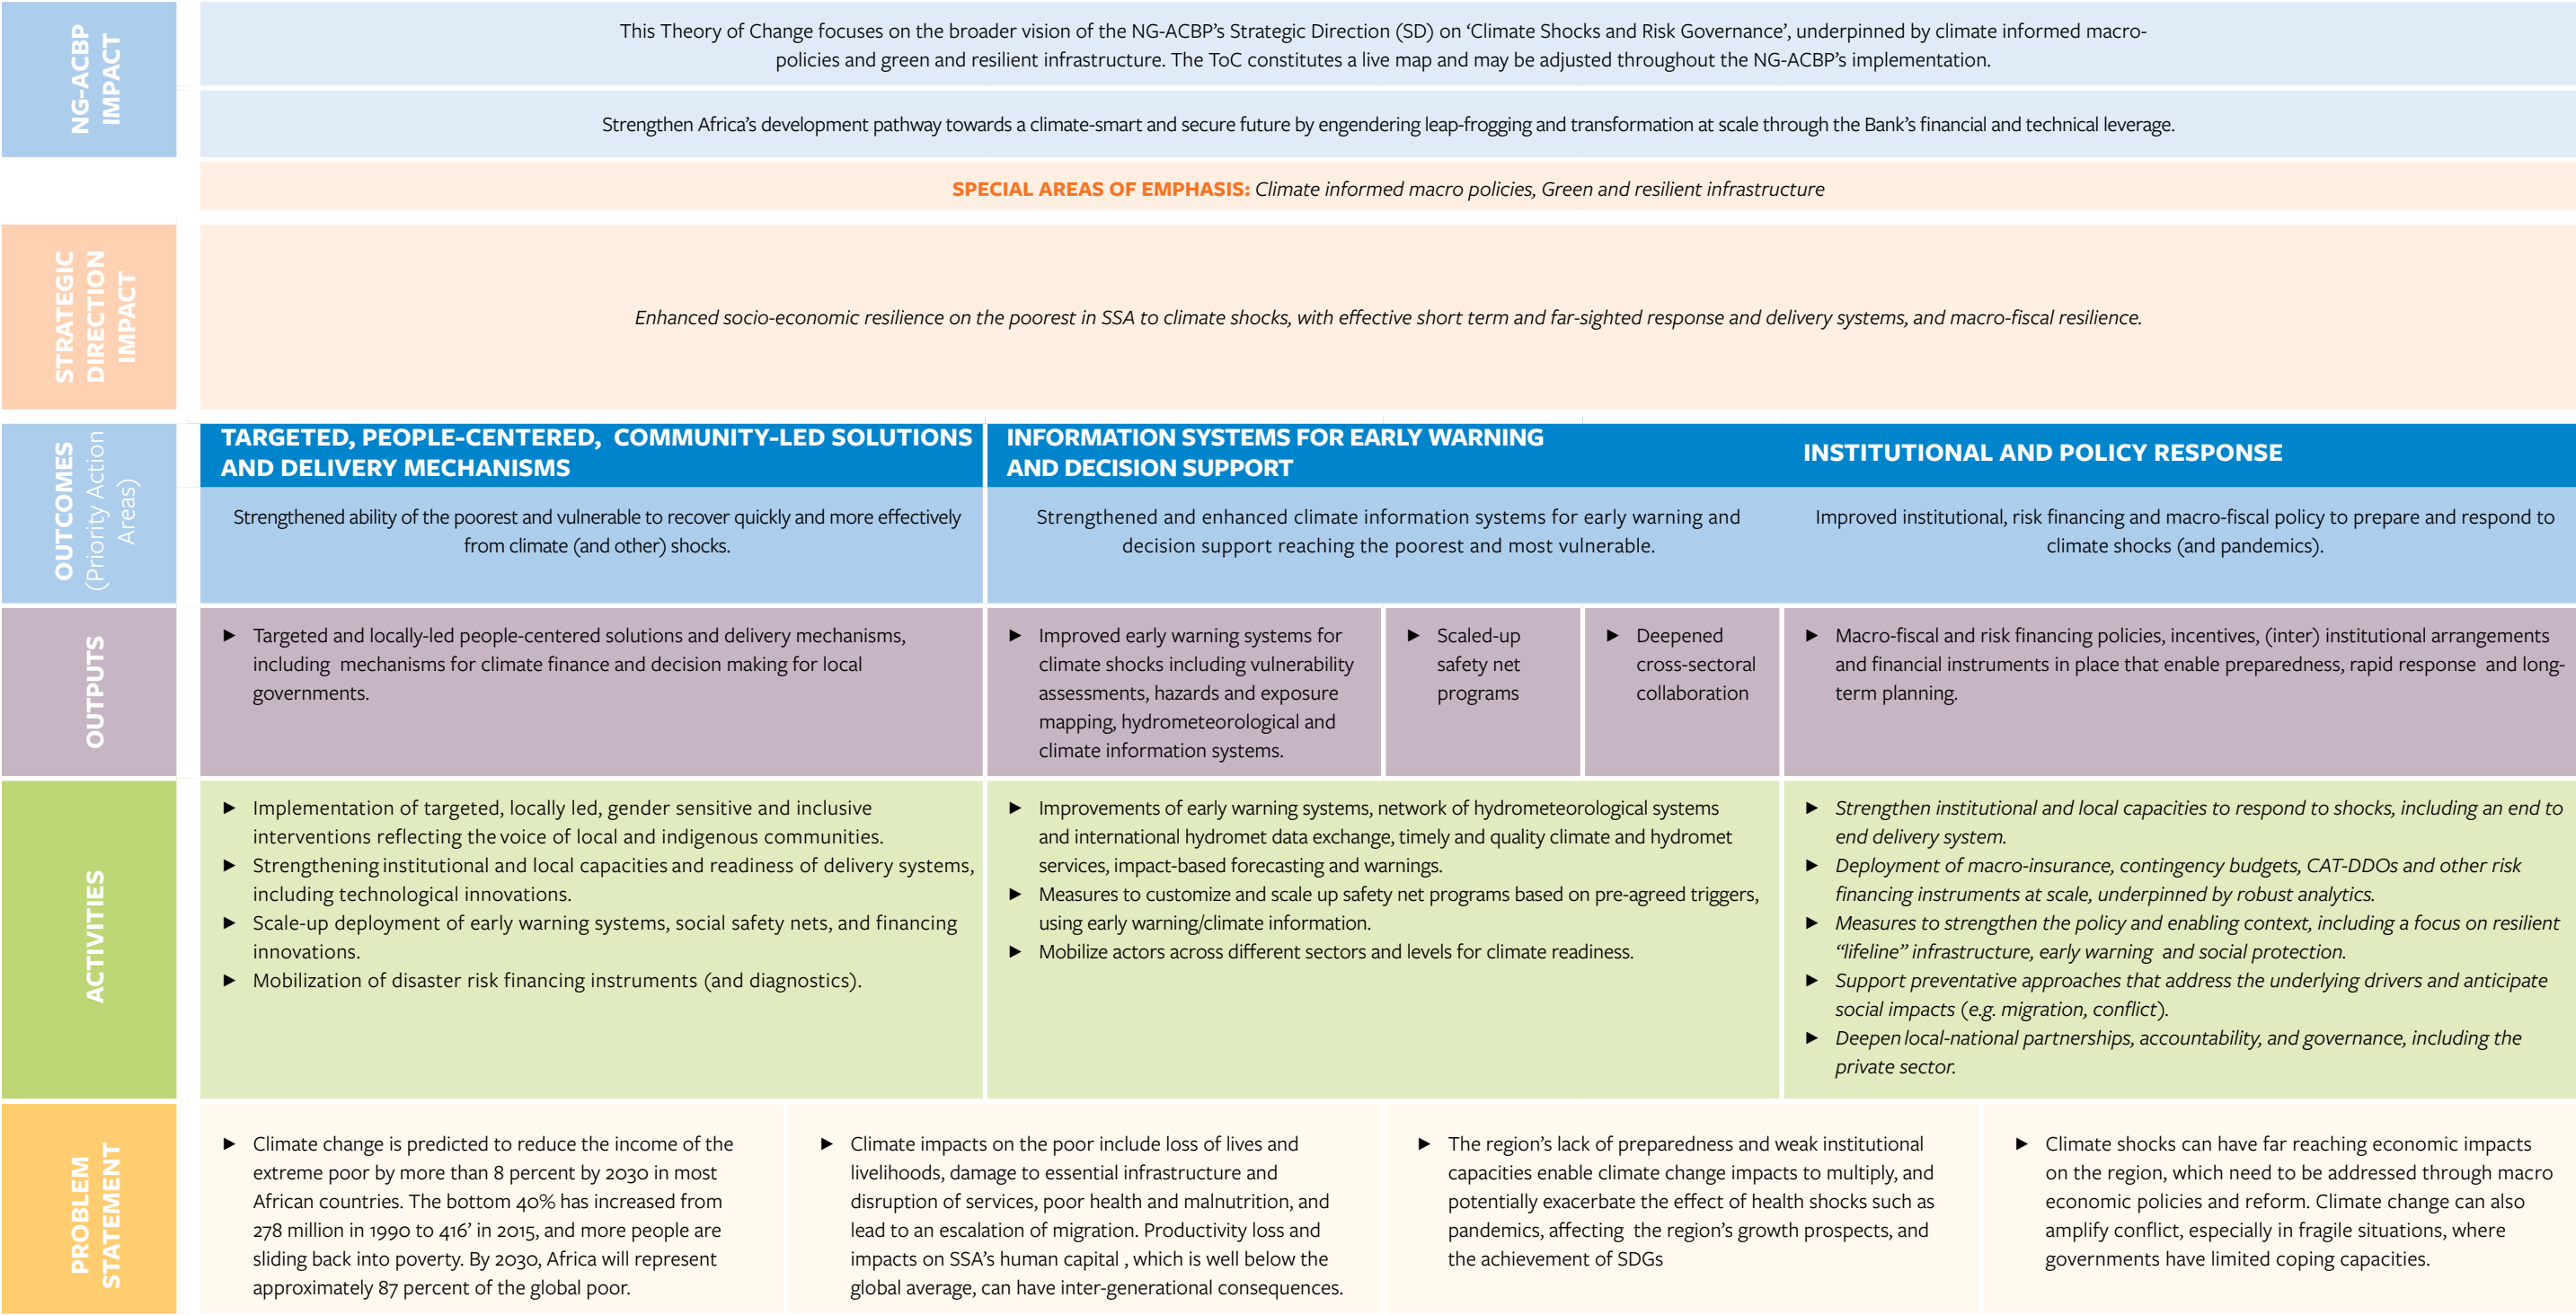 NG-ACBP
IMPACT
This Theory of Change focuses on the broader vision of the NG-ACBP’s Strategic Direction (SD) on ‘Climate Shocks and Risk Governance’, underpinned by climate informed macro-
policies and green and resilient infrastructure. The ToC constitutes a live map and may be adjusted throughout the NG-ACBP’s implementation.
Strengthen Africa’s development pathway towards a climate-smart and secure future by engendering leap-frogging and transformation at scale through the Bank’s financial and technical leverage.
SPECIAL AREAS OF EMPHASIS: Climate informed macro policies, Green and resilient infrastructure
STRATEGIC
DIRECTION
IMPACT
Enhanced socio-economic resilience on the poorest in SSA to climate shocks, with effective short term and far-sighted response and delivery systems, and macro-fiscal resilience.
OUTCOMES
(Priority Action
Areas)
TARGETED, PEOPLE-CENTERED, COMMUNITY-LED SOLUTIONS
AND DELIVERY MECHANISMS
Strengthened ability of the poorest and vulnerable to recover quickly and more effectively
from climate (and other) shocks.
INFORMATION SYSTEMS FOR EARLY WARNING
AND DECISION SUPPORT
Strengthened and enhanced climate information systems for early warning and
decision support reaching the poorest and most vulnerable.
INSTITUTIONAL AND POLICY RESPONSE
Improved institutional, risk financing and macro-fiscal policy to prepare and respond to
climate shocks (and pandemics).
OUTPUTS
► Targeted and locally-led people-centered solutions and delivery mechanisms,
including mechanisms for climate finance and decision making for local
governments.
► Improved early warning systems for
climate shocks including vulnerability
assessments, hazards and exposure
mapping, hydrometeorological and
climate information systems.
► Scaled-up
safety net
programs
► Deepened
cross-sectoral
collaboration
► Macro-fiscal and risk financing policies, incentives, (inter) institutional arrangements
and financial instruments in place that enable preparedness, rapid response and long-
term planning.
ACTIVITIES
► Implementation of targeted, locally led, gender sensitive and inclusive
interventions reflecting the voice of local and indigenous communities.
► Strengthening institutional and local capacities and readiness of delivery systems,
including technological innovations.
► Scale-up deployment of early warning systems, social safety nets, and financing
innovations.
► Mobilization of disaster risk financing instruments (and diagnostics).
► Improvements of early warning systems, network of hydrometeorological systems
and international hydromet data exchange, timely and quality climate and hydromet
services, impact-based forecasting and warnings.
► Measures to customize and scale up safety net programs based on pre-agreed triggers,
using early warning/climate information.
► Mobilize actors across different sectors and levels for climate readiness.
► Strengthen institutional and local capacities to respond to shocks, including an end to
end delivery system.
► Deployment of macro-insurance, contingency budgets, CAT-DDOs and other risk
financing instruments at scale, underpinned by robust analytics.
► Measures to strengthen the policy and enabling context, including a focus on resilient
“lifeline” infrastructure, early warning and social protection.
► Support preventative approaches that address the underlying drivers and anticipate
social impacts (e.g. migration, conflict).
► Deepen local-national partnerships, accountability, and governance, including the
private sector.
PROBLEM
STATEMENT
► Climate change is predicted to reduce the income of the
extreme poor by more than 8 percent by 2030 in most
African countries. The bottom 40% has increased from
278 million in 1990 to 416’ in 2015, and more people are
sliding back into poverty. By 2030, Africa will represent
approximately 87 percent of the global poor.
► Climate impacts on the poor include loss of lives and
livelihoods, damage to essential infrastructure and
disruption of services, poor health and malnutrition, and
lead to an escalation of migration. Productivity loss and
impacts on SSA’s human capital , which is well below the
global average, can have inter-generational consequences.
► The region’s lack of preparedness and weak institutional
capacities enable climate change impacts to multiply, and
potentially exacerbate the effect of health shocks such as
pandemics, affecting the region’s growth prospects, and
the achievement of SDGs
► Climate shocks can have far reaching economic impacts
on the region, which need to be addressed through macro
economic policies and reform. Climate change can also
amplify conflict, especially in fragile situations, where
governments have limited coping capacities.